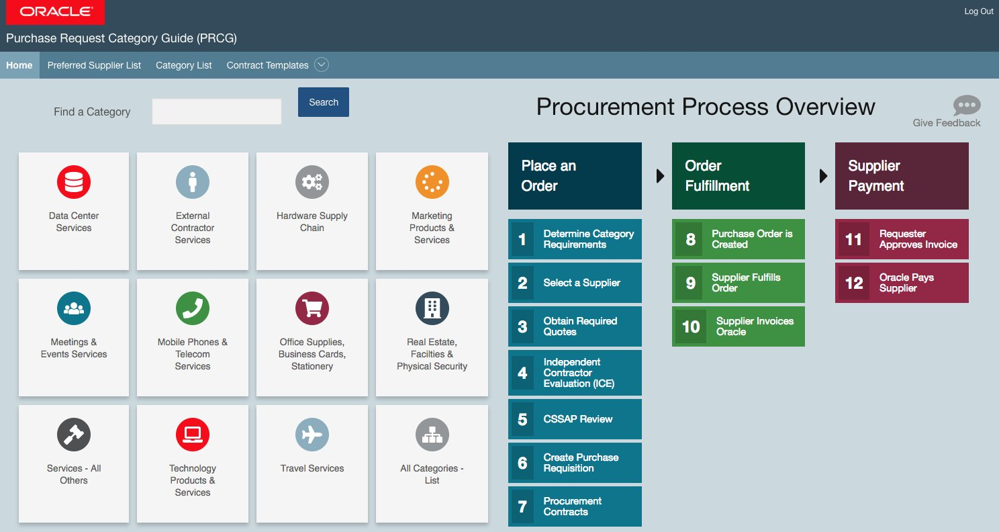 ORACLE
Log Out
Purchase Request Category Guide (PRCG)
Home
Preferred Supplier List
Category List
Contract Templates
Find a Category
Search
Procurement Process Overview
Give Feedback
Data Center
Services
External
Contractor
Services
Hardware Supply
Chain
Marketing
Products &
Services
Meetings &
Events Services
Mobile Phones &
Telecom
Services
Office Supplies,
Business Cards,
Stationery
Real Estate,
Facilties &
Physical Security
Services - All
Others
Technology
Products &
Services
Travel Services
All Categories -
List
Place an
Order
1
Determine Category
Requirements
2
Select a Supplier
3
Obtain Required
Quotes
4
Independent
Contractor
Evaluation (ICE)
5
CSSAP Review
6
Create Purchase
Requisition
7
Procurement
Contracts
Order
Fulfillment
8
Purchase Order is
Created
9
Supplier Fulfills
Order
10
Supplier Invoices
Oracle
Supplier
Payment
11
Requester
Approves Invoice
12
Oracle Pays
Supplier